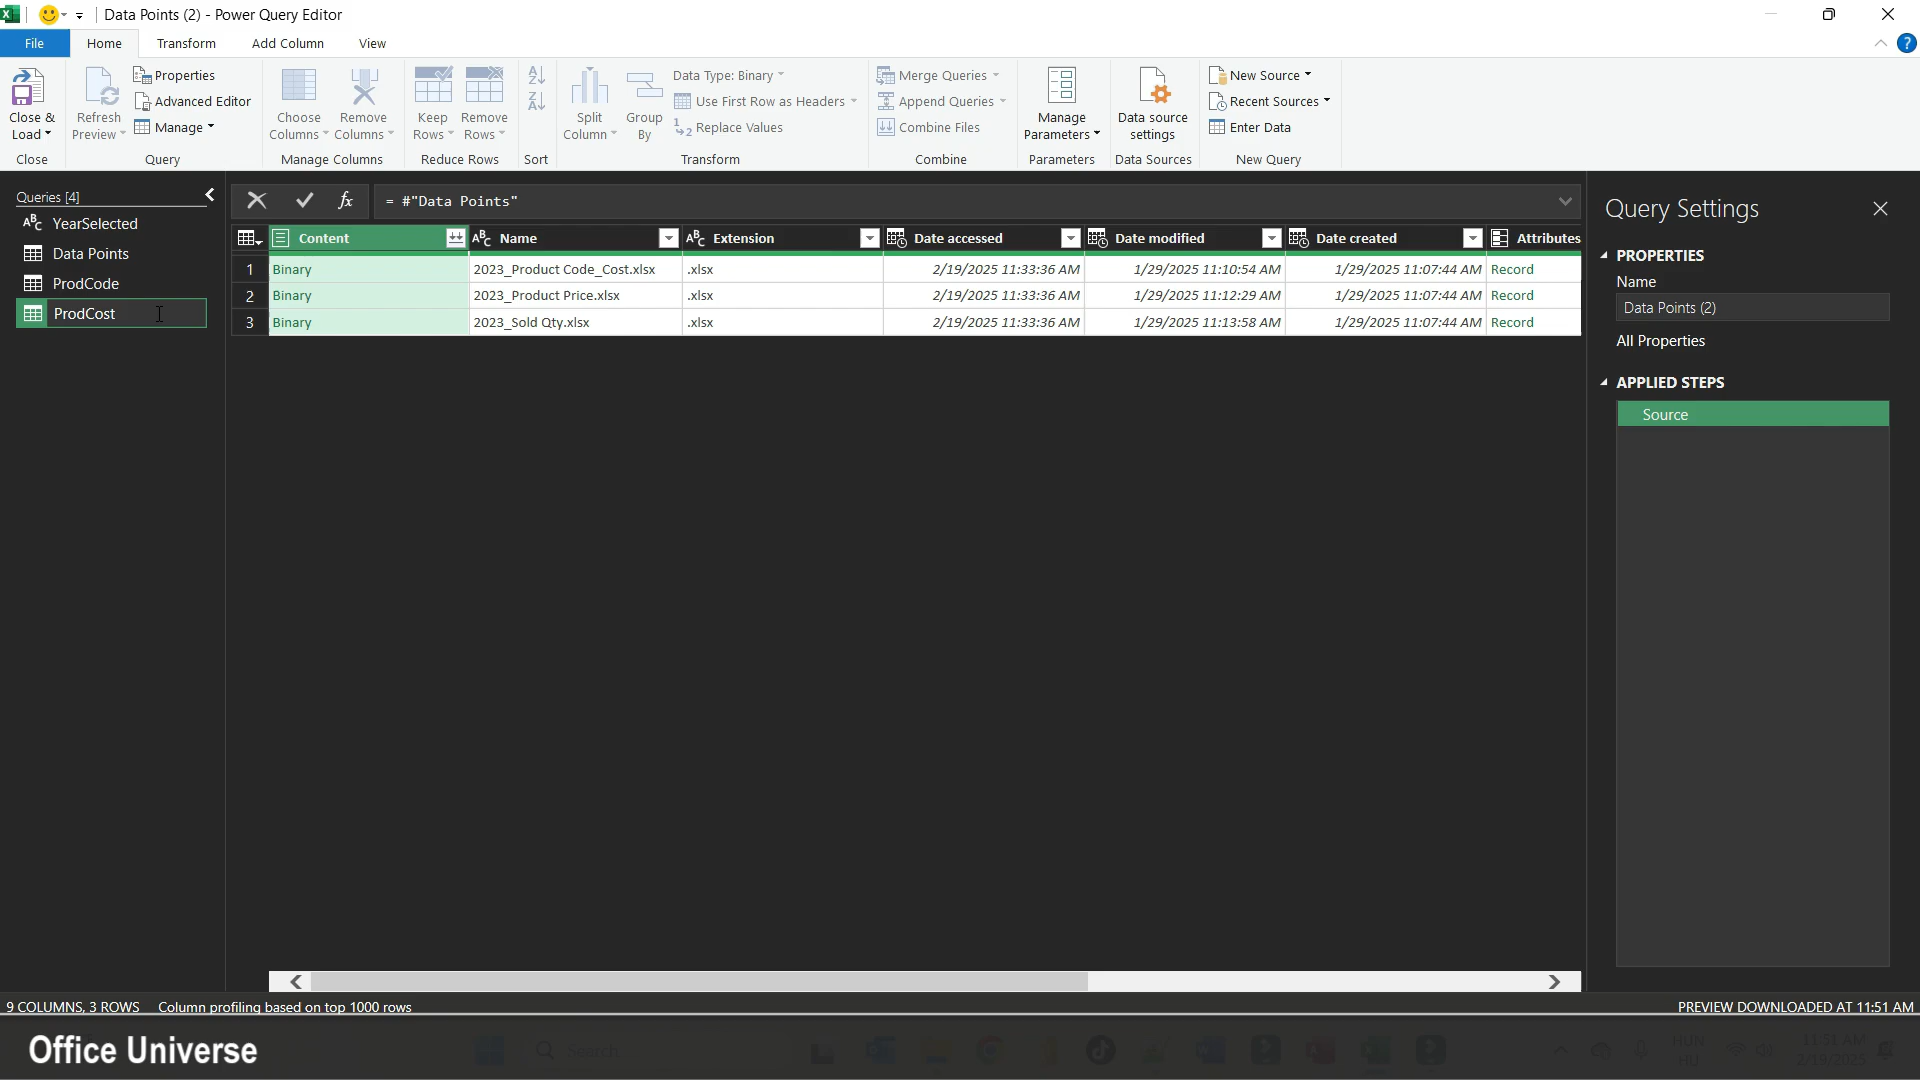 Data Points (2) - Power Query Editor
File Home Transform Add Column View
Close & Load
Refresh Preview
Properties
Advanced Editor
Manage
Choose Columns
Remove Columns
Keep Rows
Remove Rows
Split Column
Group By
Data Type: Binary
Use First Row as Headers
Replace Values
Merge Queries
Append Queries
Combine Files
Manage Parameters
Data source settings
New Source
Recent Sources
Enter Data
Close Query Manage Columns Reduce Rows Sort Transform Combine Parameters Data Sources New Query
Queries [4]
YearSelected
Data Points
ProdCode
ProdCost
fx = #"Data Points"
Content Name Extension Date accessed Date modified Date created Attributes
1 Binary 2023_Product Code_Cost.xlsx .xlsx 2/19/2025 11:33:36 AM 1/29/2025 11:10:54 AM 1/29/2025 11:07:44 AM Record
2 Binary 2023_Product Price.xlsx .xlsx 2/19/2025 11:33:36 AM 1/29/2025 11:12:29 AM 1/29/2025 11:07:44 AM Record
3 Binary 2023_Sold Qty.xlsx .xlsx 2/19/2025 11:33:36 AM 1/29/2025 11:13:58 AM 1/29/2025 11:07:44 AM Record
Query Settings
PROPERTIES
Name
Data Points (2)
All Properties
APPLIED STEPS
Source
9 COLUMNS, 3 ROWS Column profiling based on top 1000 rows
PREVIEW DOWNLOADED AT 11:51 AM
Office Universe
Search
HUN
HU
11:51 AM
2/19/2025